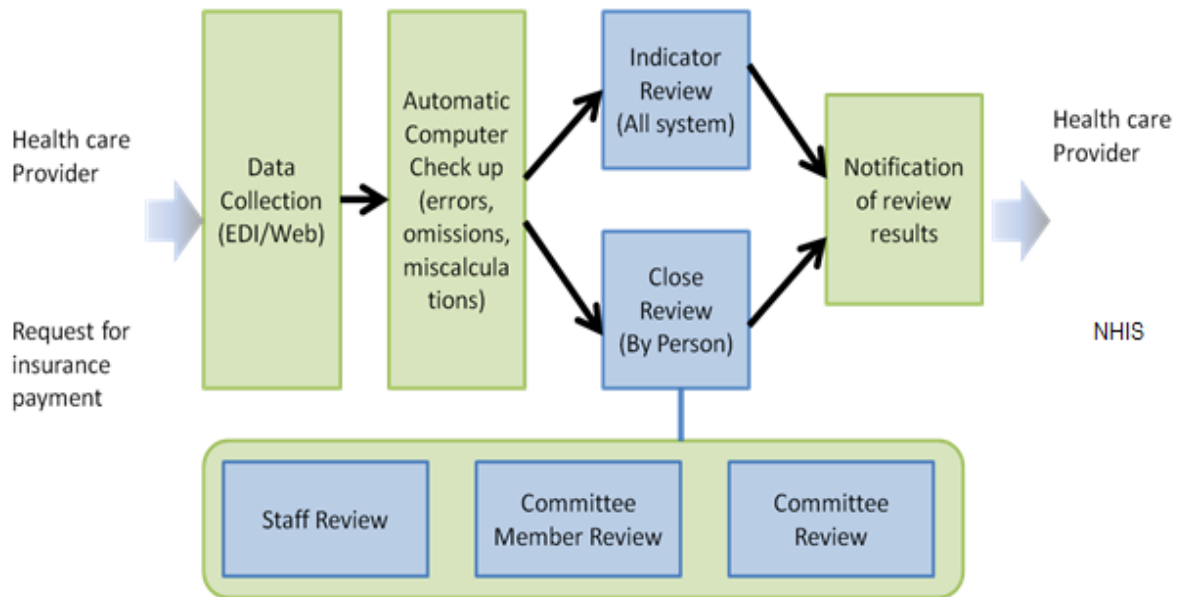 Health care
Provider
Request for
insurance
payment
Data
Collection
(EDI/Web)
Automatic
Computer
Check up
(errors,
omissions,
miscalcula
tions)
Indicator
Review
(All system)
Close
Review
(By Person)
Notification
of review
results
Health care
Provider
NHIS
Staff Review
Committee
Member Review
Committee
Review